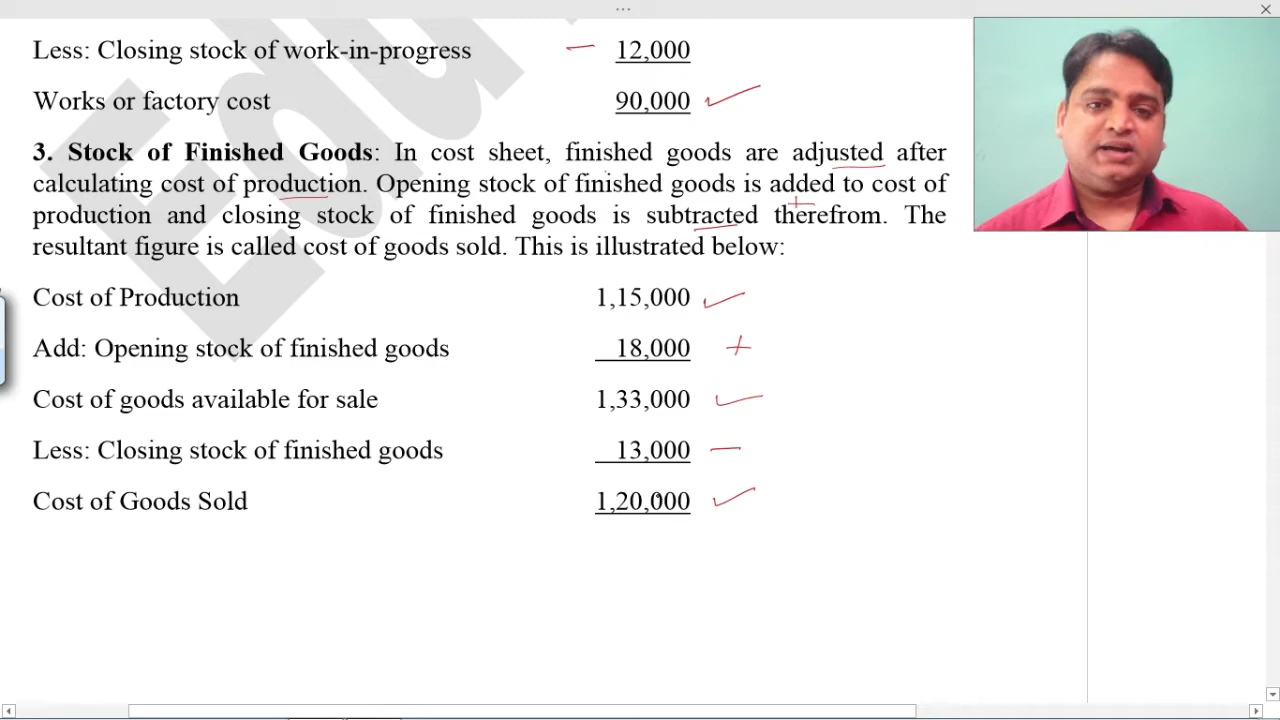 Less: Closing stock of work-in-progress 12,000
Works or factory cost 90,000
3. Stock of Finished Goods: In cost sheet, finished goods are adjusted after
calculating cost of production. Opening stock of finished goods is added to cost of
production and closing stock of finished goods is subtracted therefrom. The
resultant figure is called cost of goods sold. This is illustrated below:
Cost of Production 1,15,000
Add: Opening stock of finished goods 18,000
Cost of goods available for sale 1,33,000
Less: Closing stock of finished goods 13,000
Cost of Goods Sold 1,20,000